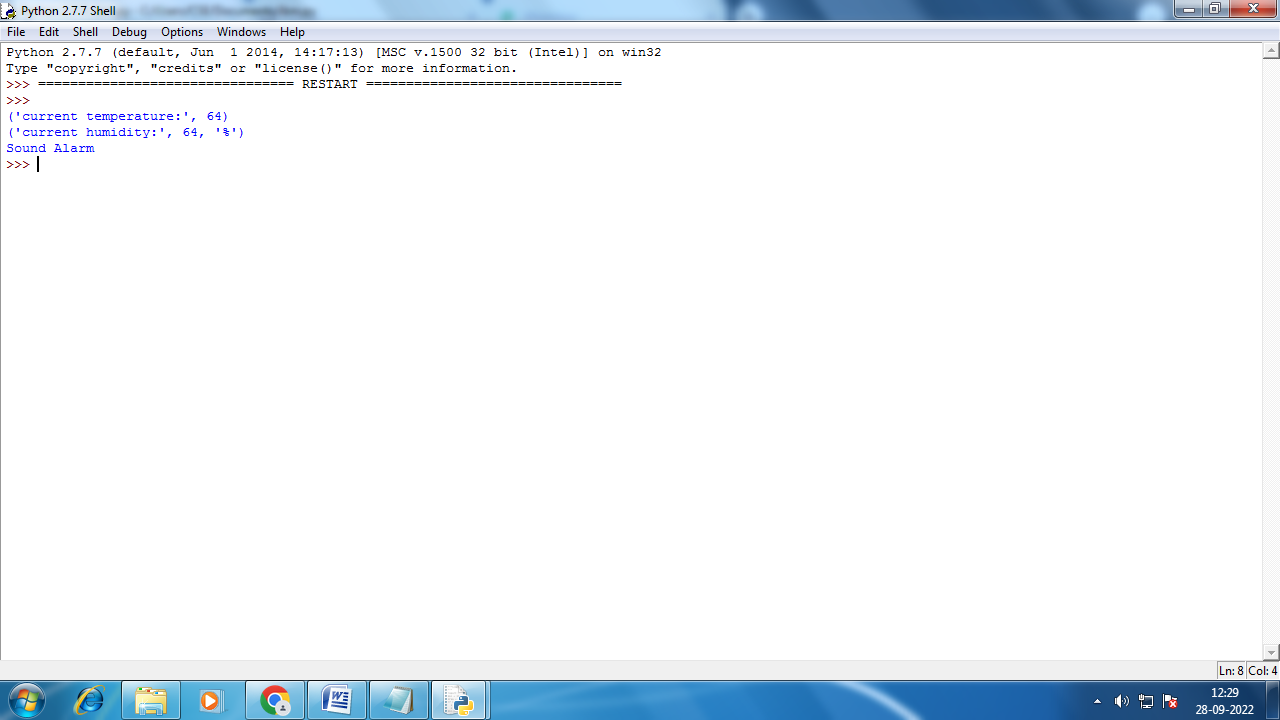 Python 2.7.7 Shell
File Edit Shell Debug Options Windows Help
Python 2.7.7 (default, Jun  1 2014, 14:17:13) [MSC v.1500 32 bit (Intel)] on win32
Type "copyright", "credits" or "license()" for more information.
>>> ================================ RESTART ================================
>>>
('current temperature:', 64)
('current humidity:', 64, '%')
Sound Alarm
>>>
Ln: 8 Col: 4
12:29
28-09-2022